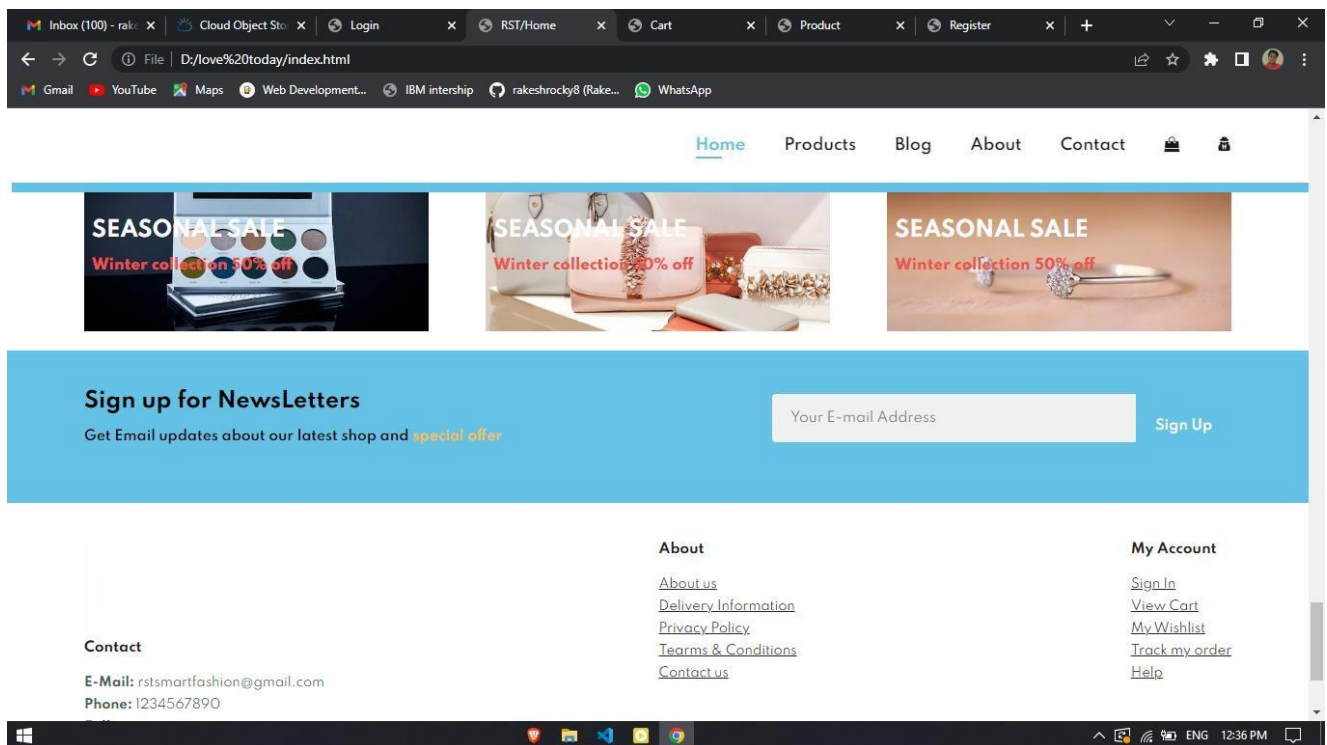 Inbox (100) - rake
Cloud Object Sto
Login
RST/Home
Cart
Product
Register
File D:/love%20today/index.html
Gmail
YouTube
Maps
Web Development...
IBM intership
rakeshrocky8 (Rake...
WhatsApp
Home
Products
Blog
About
Contact
SEASONAL SALE
Winter collection 50% off
SEASONAL SALE
Winter collection 50% off
SEASONAL SALE
Winter collection 50% off
Sign up for NewsLetters
Get Email updates about our latest shop and special offer
Your E-mail Address
Sign Up
Contact
E-Mail: rstsmartfashion@gmail.com
Phone: 1234567890
About
About us
Delivery Information
Privacy Policy
Tearms & Conditions
Contact us
My Account
Sign In
View Cart
My Wishlist
Track my order
Help
ENG
12:36 PM